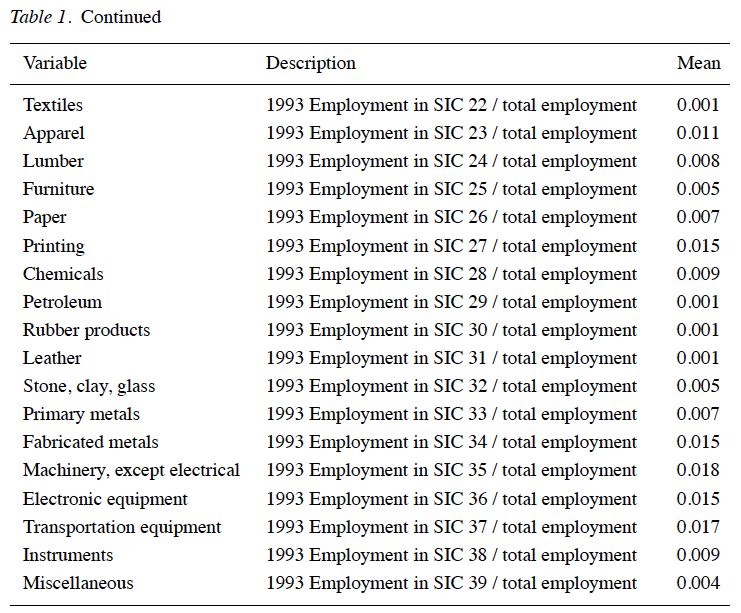 Table 1. Continued
Variable Description Mean
Textiles 1993 Employment in SIC 22 / total employment 0.001
Apparel 1993 Employment in SIC 23 / total employment 0.011
Lumber 1993 Employment in SIC 24 / total employment 0.008
Furniture 1993 Employment in SIC 25 / total employment 0.005
Paper 1993 Employment in SIC 26 / total employment 0.007
Printing 1993 Employment in SIC 27 / total employment 0.015
Chemicals 1993 Employment in SIC 28 / total employment 0.009
Petroleum 1993 Employment in SIC 29 / total employment 0.001
Rubber products 1993 Employment in SIC 30 / total employment 0.001
Leather 1993 Employment in SIC 31 / total employment 0.001
Stone, clay, glass 1993 Employment in SIC 32 / total employment 0.005
Primary metals 1993 Employment in SIC 33 / total employment 0.007
Fabricated metals 1993 Employment in SIC 34 / total employment 0.015
Machinery, except electrical 1993 Employment in SIC 35 / total employment 0.018
Electronic equipment 1993 Employment in SIC 36 / total employment 0.015
Transportation equipment 1993 Employment in SIC 37 / total employment 0.017
Instruments 1993 Employment in SIC 38 / total employment 0.009
Miscellaneous 1993 Employment in SIC 39 / total employment 0.004